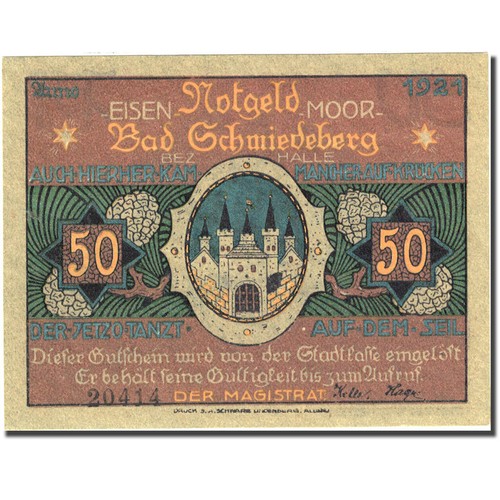 1921
Notgeld
-EISEN- -MOOR-
Bad Schmiedeberg
BEZ HALLE
AUCH HIERHER KAM MANCHER AUF KRÜCKEN
50 50
DER JETZO TANZT · AUF DEM SEIL
Dieser Gutschein wird von der Stadtkasse eingelöst
Er behält seine Gültigkeit bis zum Aufruf.
20414 DER MAGISTRAT
DRUCK